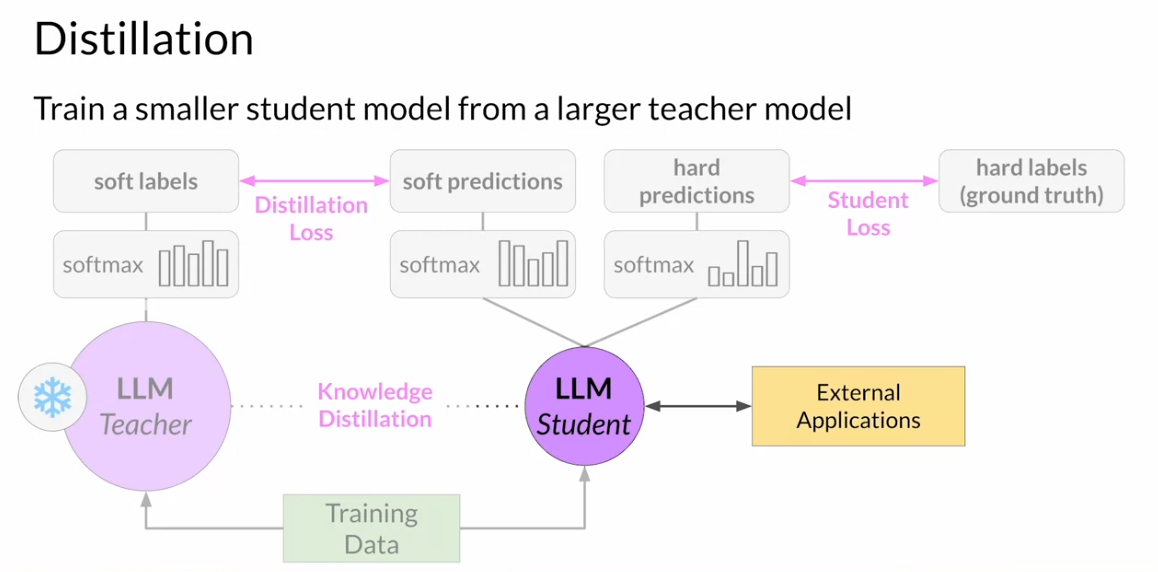 Distillation
Train a smaller student model from a larger teacher model
soft labels
Distillation
Loss
soft predictions
hard
predictions
Student
Loss
hard labels
(ground truth)
softmax
softmax
softmax
LLM
Teacher
Knowledge
Distillation
LLM
Student
External
Applications
Training
Data